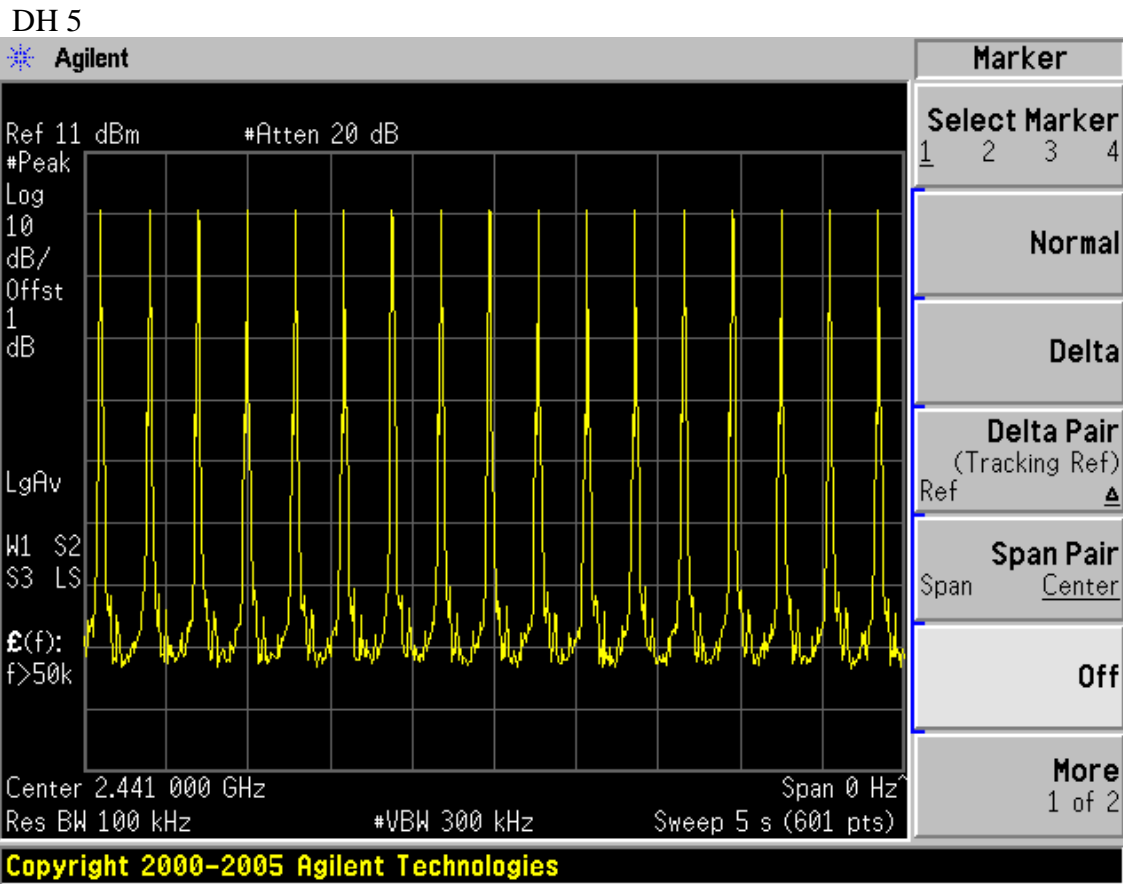 DH 5
Agilent
Marker
Ref 11 dBm #Atten 20 dB
#Peak
Log
10
dB/
Offst
1
dB
LgAv
W1 S2
S3 LS
£(f):
f>50k
Center 2.441 000 GHz Span 0 Hz^
Res BW 100 kHz #VBW 300 kHz Sweep 5 s (601 pts)
Select Marker
1 2 3 4
Normal
Delta
Delta Pair
(Tracking Ref)
Ref Δ
Span Pair
Span Center
Off
More
1 of 2
Copyright 2000-2005 Agilent Technologies